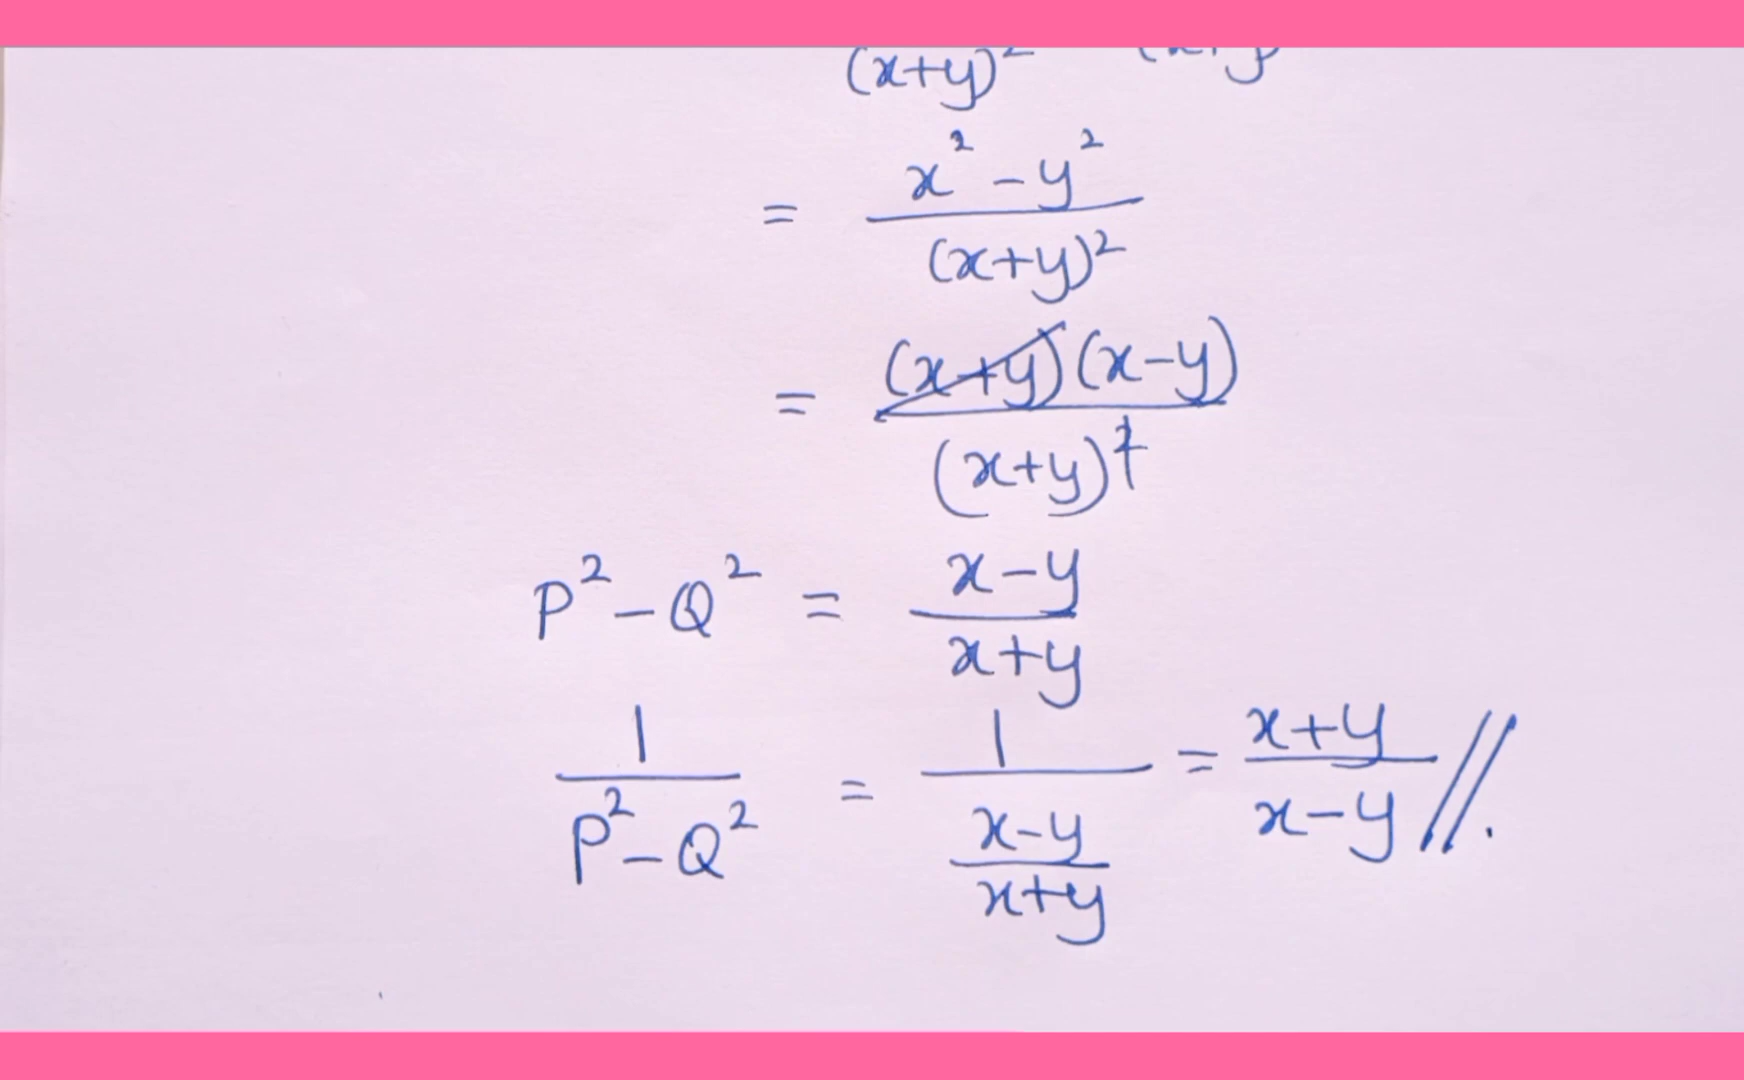 (x+y)²
= x² - y² / (x+y)²
= (x+y)(x-y) / (x+y)²
P² - Q² = x-y / x+y
1 / P² - Q² = 1 / x-y / x+y = x+y / x-y //.